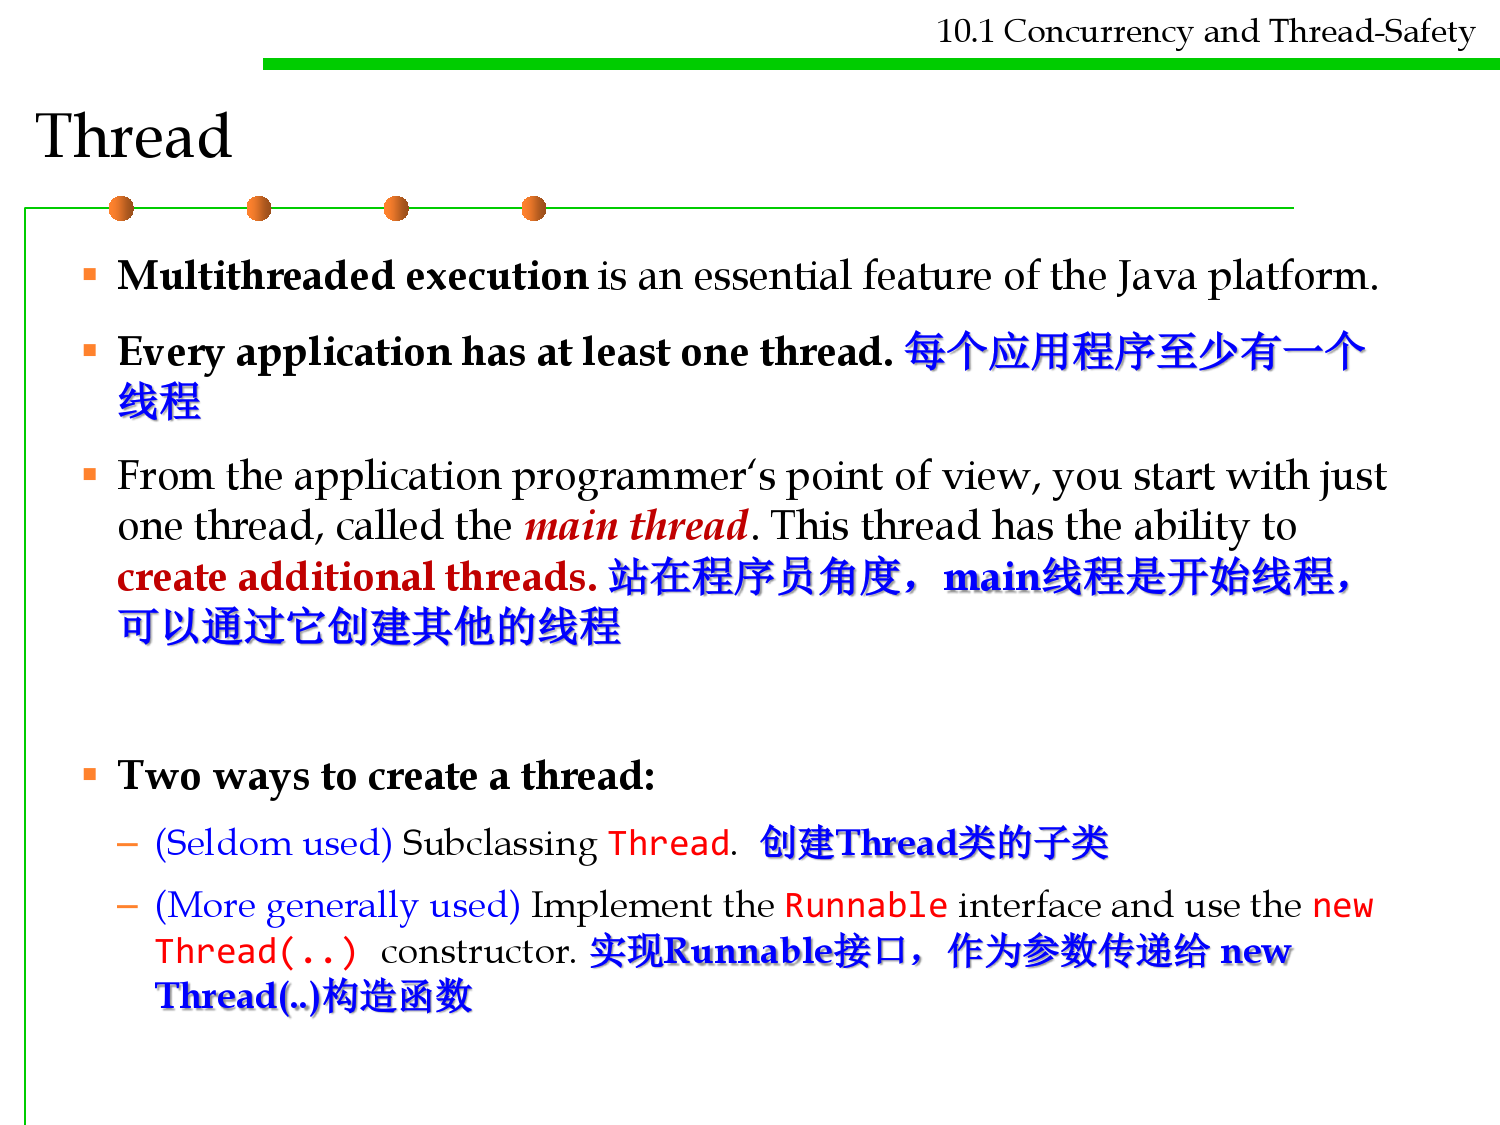 10.1 Concurrency and Thread-Safety
Thread
▪ Multithreaded execution is an essential feature of the Java platform.
▪ Every application has at least one thread. 每个应用程序至少有一个
线程
▪ From the application programmer‘s point of view, you start with just
one thread, called the main thread. This thread has the ability to
create additional threads. 站在程序员角度，main线程是开始线程，
可以通过它创建其他的线程
▪ Two ways to create a thread:
– (Seldom used) Subclassing Thread. 创建Thread类的子类
– (More generally used) Implement the Runnable interface and use the new
Thread(..) constructor. 实现Runnable接口，作为参数传递给 new
Thread(..)构造函数